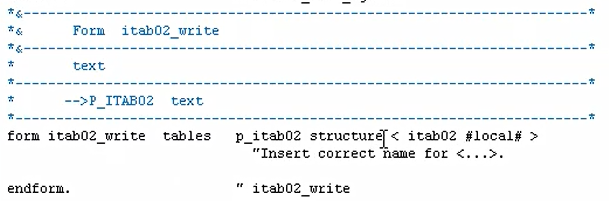 *&---------------------------------------------------------------------*
*&      Form  itab02_write
*&---------------------------------------------------------------------*
*       text
*----------------------------------------------------------------------*
*      -->P_ITAB02  text
*----------------------------------------------------------------------*
form itab02_write  tables   p_itab02 structure < itab02 #local# >
"Insert correct name for <...>.
endform.                    " itab02_write